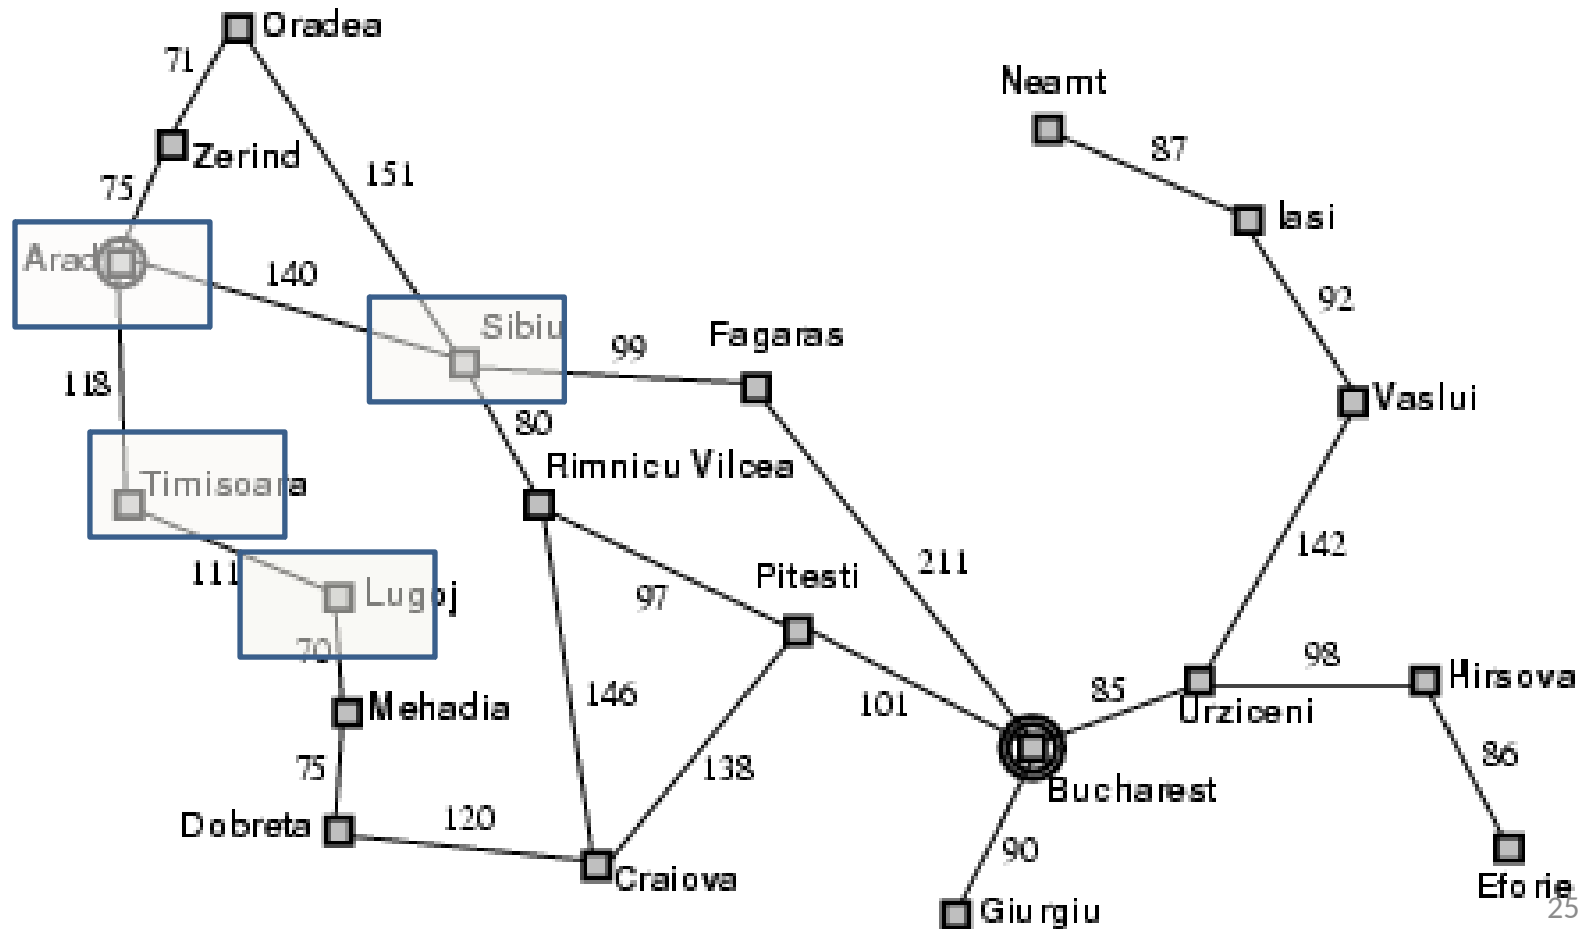 Oradea
71
Neamt
87
Zerind
151
75
Iasi
Arad
140
92
Sibiu
Fagaras
99
118
Vaslui
80
Rimnicu Vilcea
Timisoara
142
211
111
Pitesti
Lugoj
97
70
98
Hirsova
146
85
101
Mehadia
Urziceni
86
75
138
Bucharest
120
Dobreta
90
Craiova
Eforie
Giurgiu
25